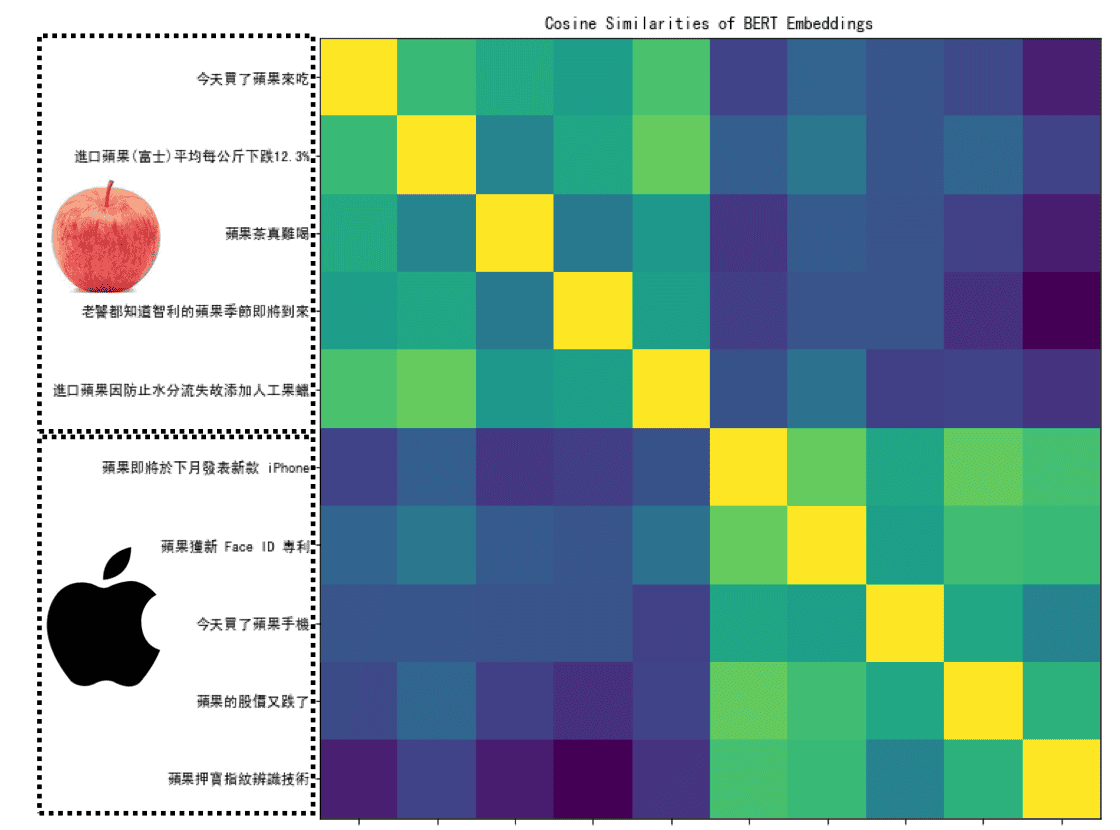 Cosine Similarities of BERT Embeddings
今天買了蘋果來吃
進口蘋果(富士)平均每公斤下跌12.3%
蘋果茶真難喝
老饕都知道智利的蘋果季節即將到來
進口蘋果因防止水分流失故添加人工果蠟
蘋果即將於下月發表新款 iPhone
蘋果獲新 Face ID 專利
今天買了蘋果手機
蘋果的股價又跌了
蘋果押寶指紋辨識技術